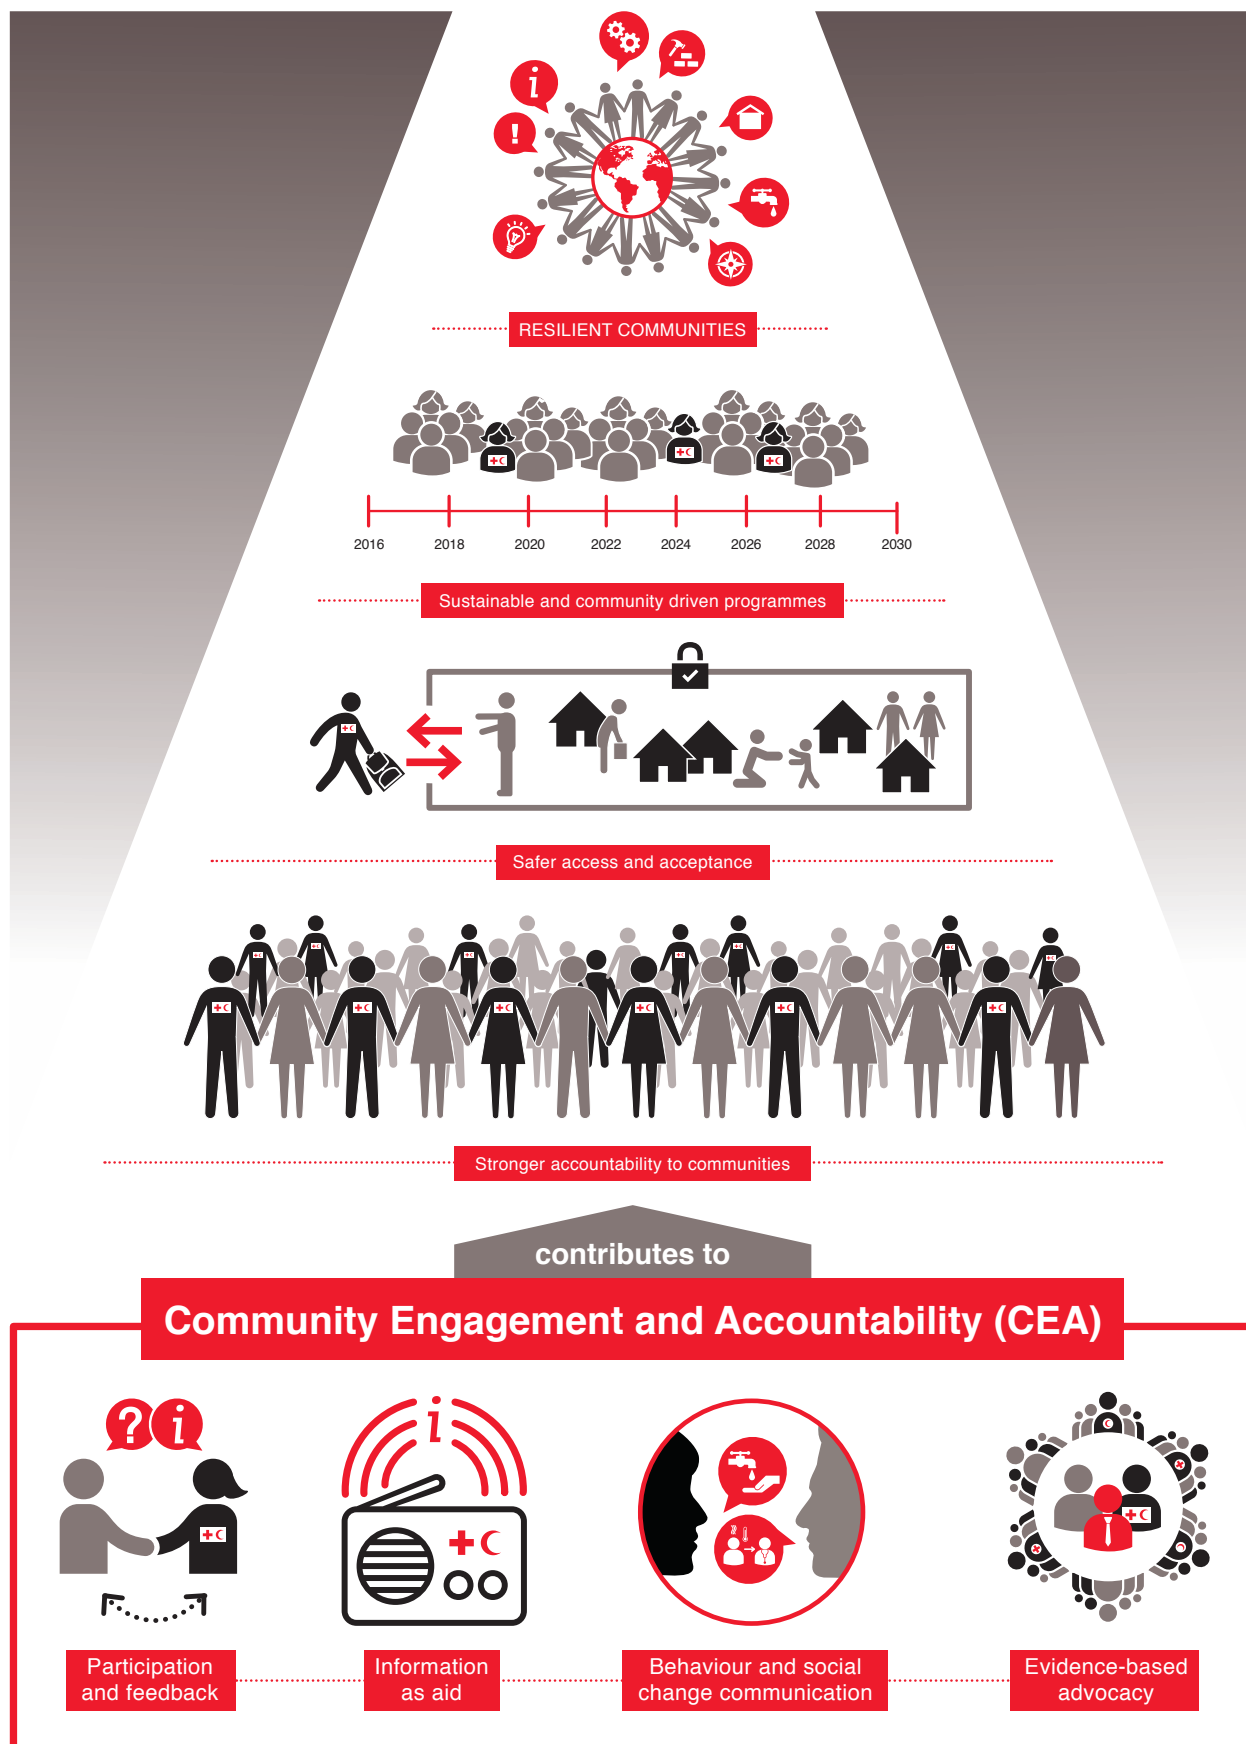 RESILIENT COMMUNITIES
2016 2018 2020 2022 2024 2026 2028 2030
Sustainable and community driven programmes
Safer access and acceptance
Stronger accountability to communities
contributes to
Community Engagement and Accountability (CEA)
Participation
and feedback
Information
as aid
Behaviour and social
change communication
Evidence-based
advocacy